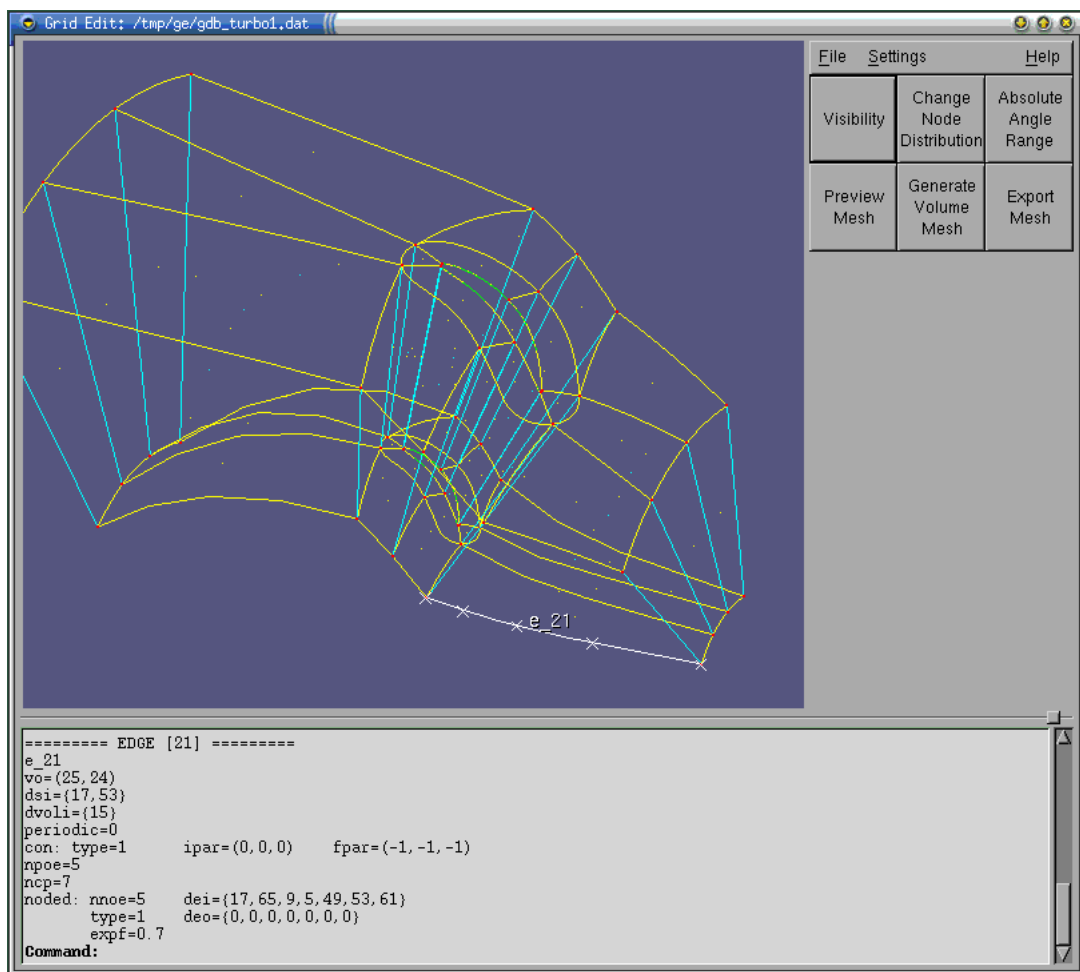 Grid Edit: /tmp/ge/gdb_turbo1.dat
File Settings Help
Visibility
Change
Node
Distribution
Absolute
Angle
Range
Preview
Mesh
Generate
Volume
Mesh
Export
Mesh
e_21
========= EDGE [21] =========
e_21
vo=(25,24)
dsi={17,53}
dvoli={15}
periodic=0
con: type=1 ipar=(0,0,0) fpar=(-1,-1,-1)
npoe=5
ncp=7
noded: nnoe=5 dei={17,65,9,5,49,53,61}
type=1 deo={0,0,0,0,0,0,0}
expf=0.7
Command: